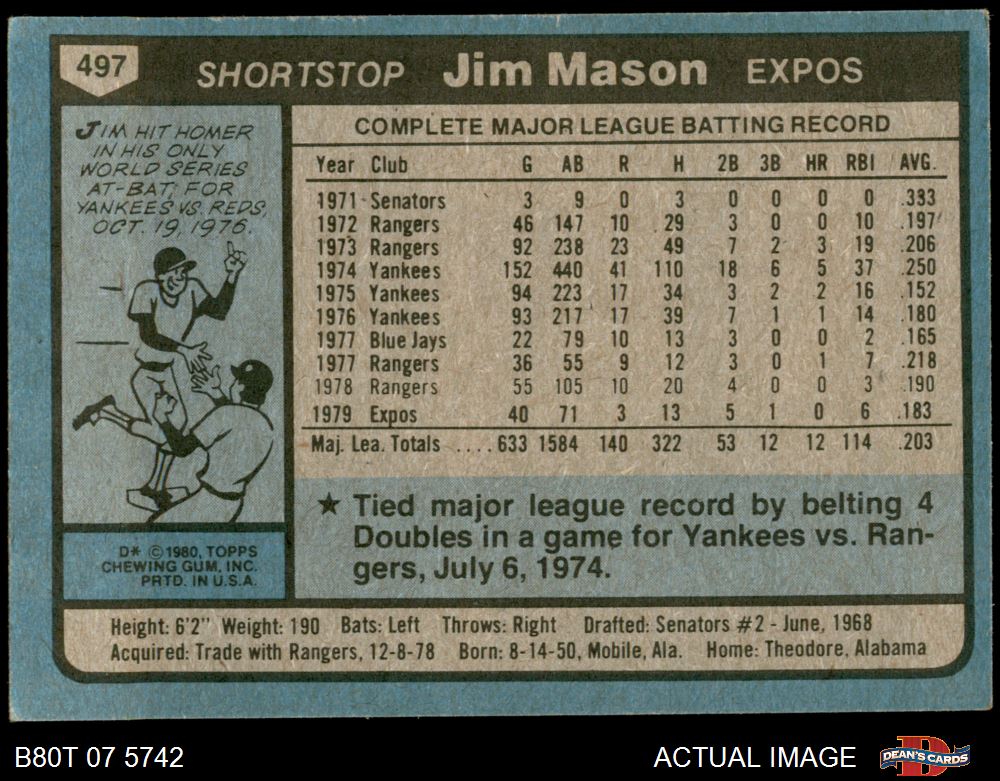 497
SHORTSTOP Jim Mason EXPOS
JIM HIT HOMER
IN HIS ONLY
WORLD SERIES
AT-BAT, FOR
YANKEES VS. REDS,
OCT. 19, 1976.
D* © 1980, TOPPS
CHEWING GUM, INC.
PRTD. IN U.S.A.
COMPLETE MAJOR LEAGUE BATTING RECORD
Year Club G AB R H 2B 3B HR RBI AVG.
1971 Senators 3 9 0 3 0 0 0 0 .333
1972 Rangers 46 147 10 29 3 0 0 10 .197
1973 Rangers 92 238 23 49 7 2 3 19 .206
1974 Yankees 152 440 41 110 18 6 5 37 .250
1975 Yankees 94 223 17 34 3 2 2 16 .152
1976 Yankees 93 217 17 39 7 1 1 14 .180
1977 Blue Jays 22 79 10 13 3 0 0 2 .165
1977 Rangers 36 55 9 12 3 0 1 7 .218
1978 Rangers 55 105 10 20 4 0 0 3 .190
1979 Expos 40 71 3 13 5 1 0 6 .183
Maj. Lea. Totals ....633 1584 140 322 53 12 12 114 .203
★ Tied major league record by belting 4
Doubles in a game for Yankees vs. Ran-
gers, July 6, 1974.
Height: 6'2" Weight: 190 Bats: Left Throws: Right Drafted: Senators #2 - June, 1968
Acquired: Trade with Rangers, 12-8-78 Born: 8-14-50, Mobile, Ala. Home: Theodore, Alabama
B80T 07 5742 ACTUAL IMAGE DEAN'S CARDS